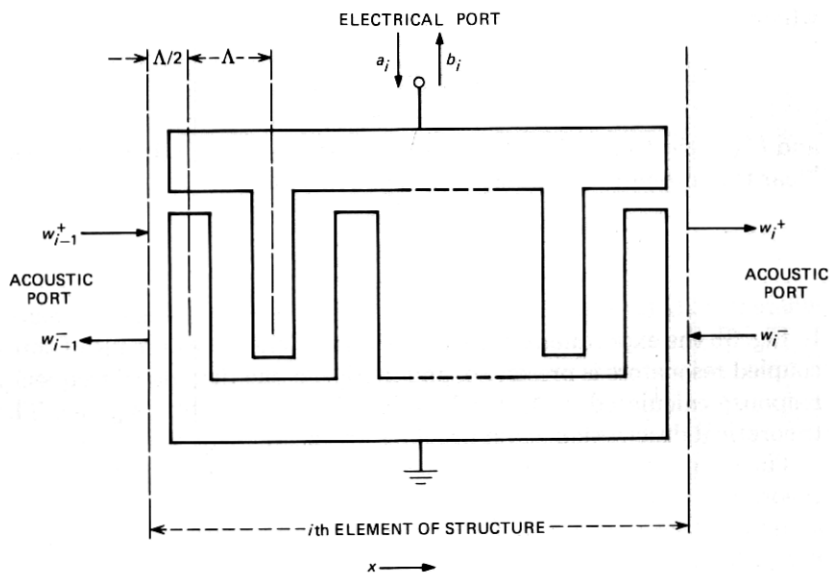 ELECTRICAL PORT
Λ/2 Λ
a_i b_i
w⁺_{i–1} w_i⁺
ACOUSTIC
PORT
ACOUSTIC
PORT
w⁻_{i–1} w_i⁻
ith ELEMENT OF STRUCTURE
x